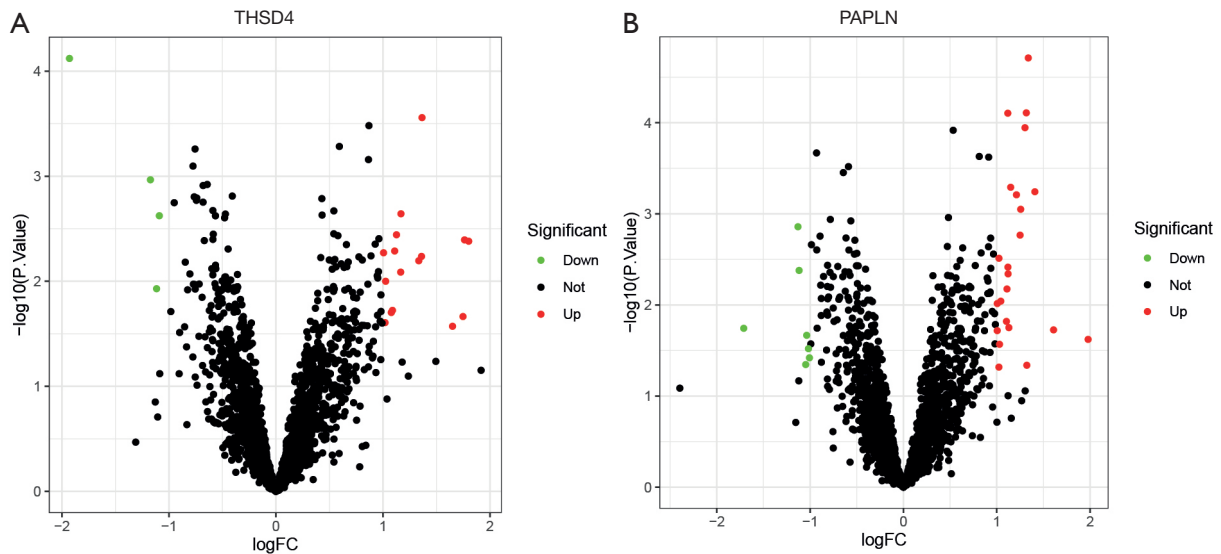 A
THSD4
4
3
2
1
0
−log10(P.Value)
−2
−1
0
1
2
logFC
Significant
Down
Not
Up
B
PAPLN
4
3
2
1
0
−log10(P.Value)
−2
−1
0
1
2
logFC
Significant
Down
Not
Up